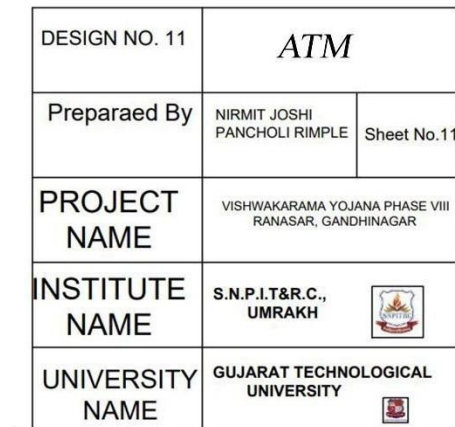 DESIGN NO. 11
ATM
Preparaed By
NIRMIT JOSHI
PANCHOLI RIMPLE
Sheet No.11
PROJECT
NAME
VISHWAKARAMA YOJANA PHASE VIII
RANASAR, GANDHINAGAR
INSTITUTE
NAME
S.N.P.I.T&R.C.,
UMRAKH
SNPITRC
UNIVERSITY
NAME
GUJARAT TECHNOLOGICAL
UNIVERSITY